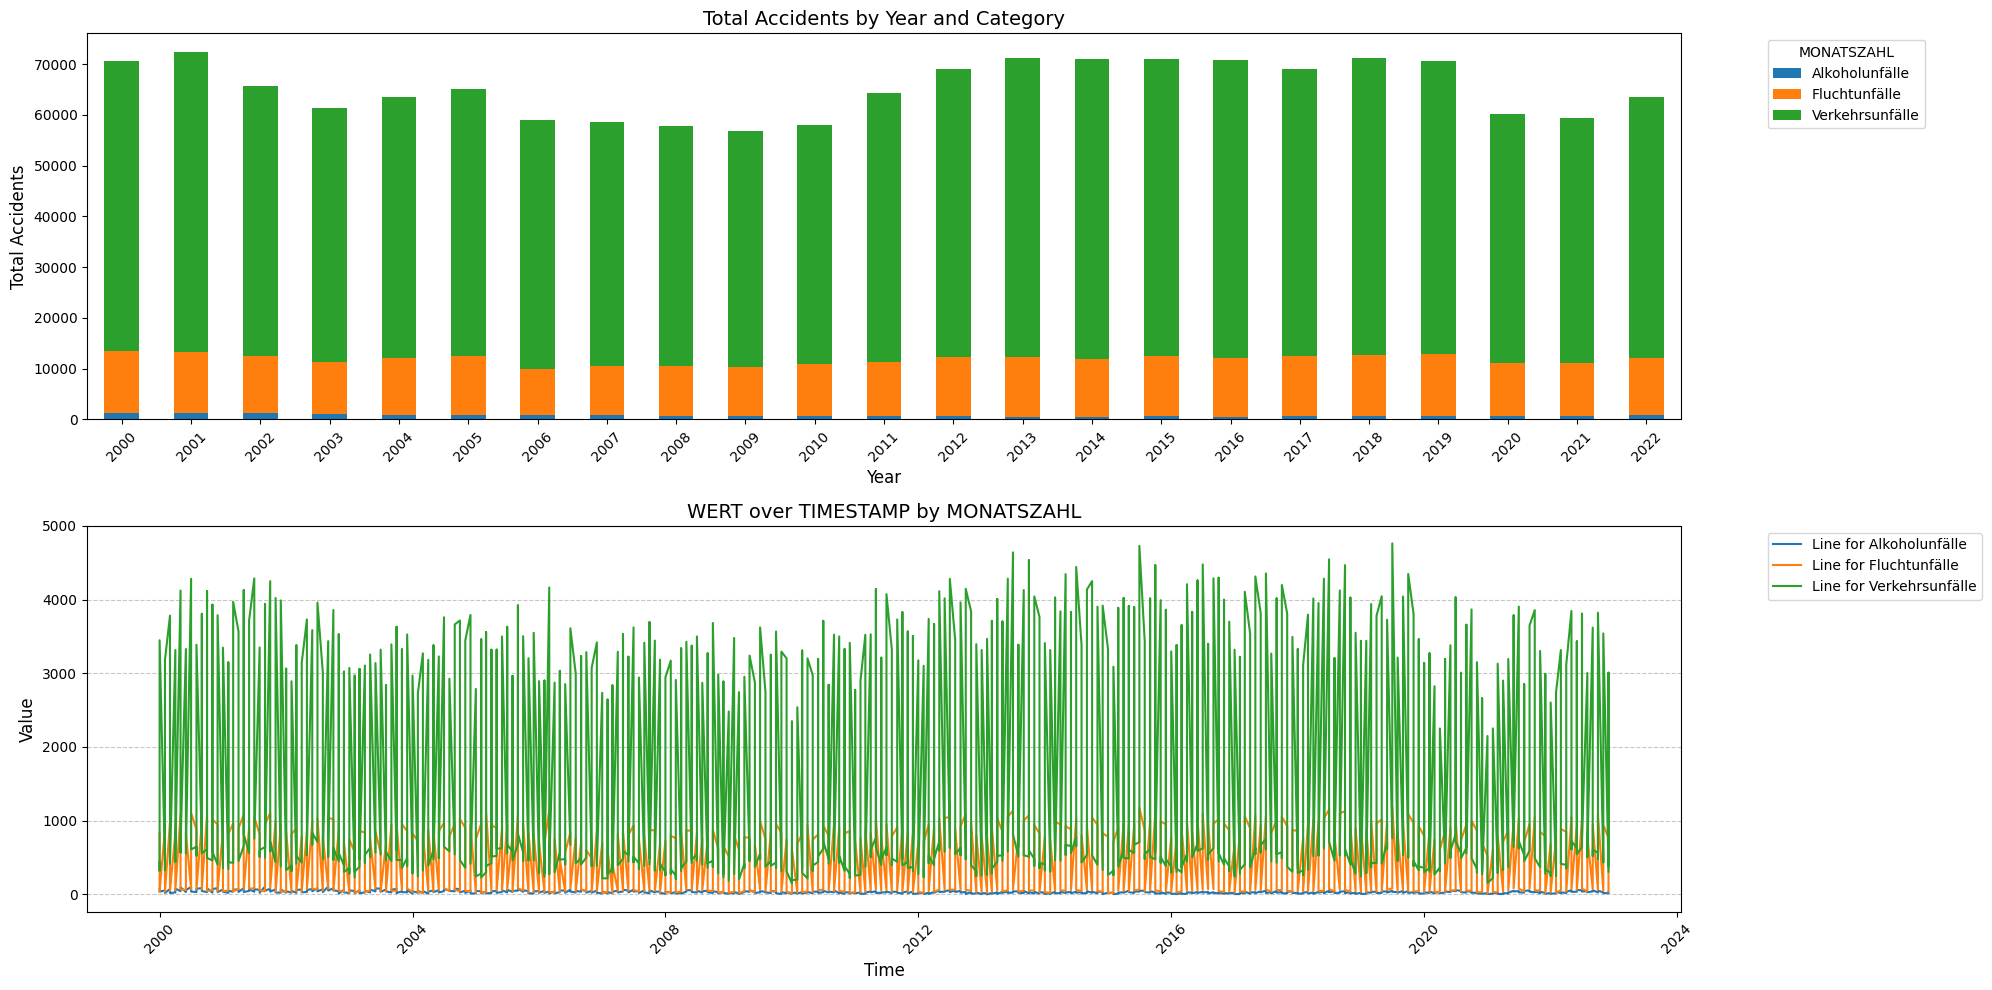 Total Accidents by Year and Category
70000
60000
50000
40000
30000
20000
10000
0
Total Accidents
2000 2001 2002 2003 2004 2005 2006 2007 2008 2009 2010 2011 2012 2013 2014 2015 2016 2017 2018 2019 2020 2021 2022
Year
MONATSZAHL
Alkoholunfälle
Fluchtunfälle
Verkehrsunfälle
WERT over TIMESTAMP by MONATSZAHL
5000
4000
3000
2000
1000
0
Value
2000 2004 2008 2012 2016 2020 2024
Time
Line for Alkoholunfälle
Line for Fluchtunfälle
Line for Verkehrsunfälle